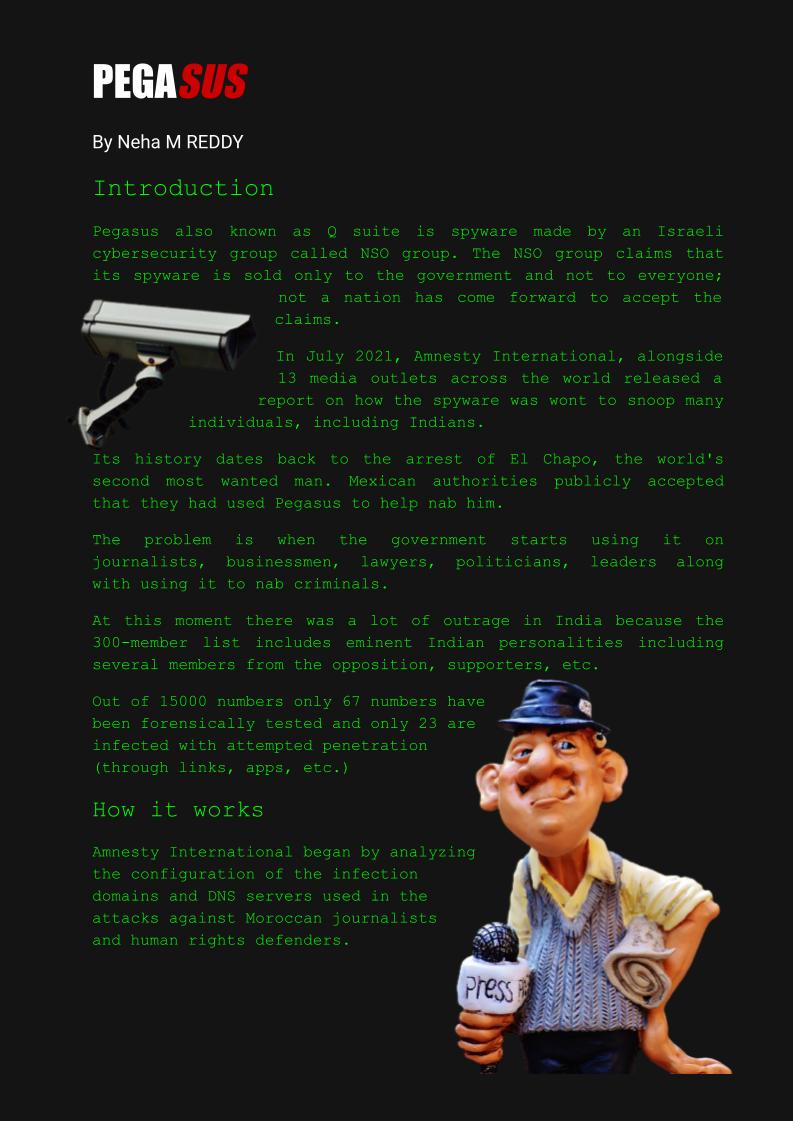 PEGASUS
By Neha M REDDY
Introduction
Pegasus also known as Q suite is spyware made by an Israeli
cybersecurity group called NSO group. The NSO group claims that
its spyware is sold only to the government and not to everyone;
not a nation has come forward to accept the
claims.
In July 2021, Amnesty International, alongside
13 media outlets across the world released a
report on how the spyware was wont to snoop many
individuals, including Indians.
Its history dates back to the arrest of El Chapo, the world's
second most wanted man. Mexican authorities publicly accepted
that they had used Pegasus to help nab him.
The problem is when the government starts using it on
journalists, businessmen, lawyers, politicians, leaders along
with using it to nab criminals.
At this moment there was a lot of outrage in India because the
300-member list includes eminent Indian personalities including
several members from the opposition, supporters, etc.
Out of 15000 numbers only 67 numbers have
been forensically tested and only 23 are
infected with attempted penetration
(through links, apps, etc.)
How it works
Amnesty International began by analyzing
the configuration of the infection
domains and DNS servers used in the
attacks against Moroccan journalists
and human rights defenders.
press